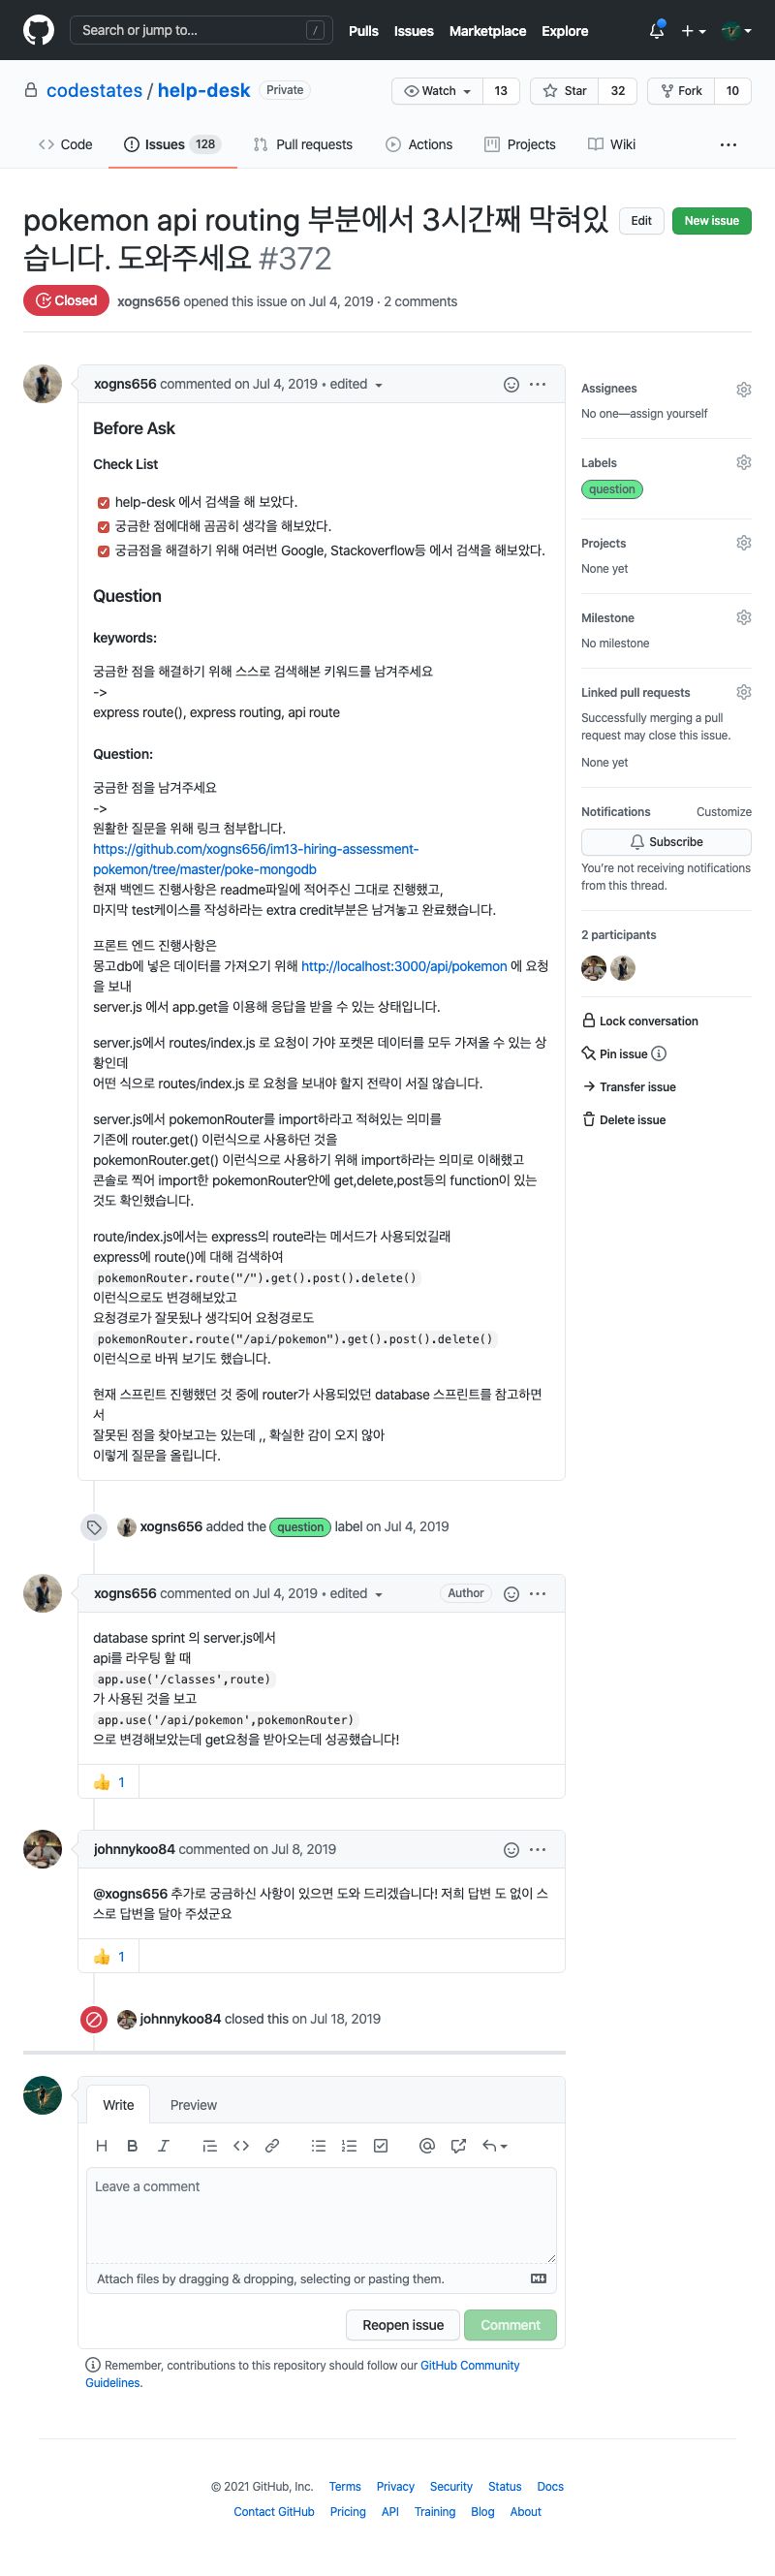 Search or jump to... /
Pulls Issues Marketplace Explore
codestates / help-desk Private
Watch 13 Star 32 Fork 10
Code Issues 128 Pull requests Actions Projects Wiki
pokemon api routing 부분에서 3시간째 막혀있
습니다. 도와주세요 #372
Edit New issue
Closed xogns656 opened this issue on Jul 4, 2019 · 2 comments
xogns656 commented on Jul 4, 2019 • edited
Before Ask
Check List
help-desk 에서 검색을 해 보았다.
궁금한 점에대해 곰곰히 생각을 해보았다.
궁금점을 해결하기 위해 여러번 Google, Stackoverflow등 에서 검색을 해보았다.
Question
keywords:
궁금한 점을 해결하기 위해 스스로 검색해본 키워드를 남겨주세요
->
express route(), express routing, api route
Question:
궁금한 점을 남겨주세요
->
원활한 질문을 위해 링크 첨부합니다.
https://github.com/xogns656/im13-hiring-assessment-
pokemon/tree/master/poke-mongodb
현재 백엔드 진행사항은 readme파일에 적어주신 그대로 진행했고,
마지막 test케이스를 작성하라는 extra credit부분은 남겨놓고 완료했습니다.
프론트 엔드 진행사항은
몽고db에 넣은 데이터를 가져오기 위해 http://localhost:3000/api/pokemon 에 요청
을 보내
server.js 에서 app.get을 이용해 응답을 받을 수 있는 상태입니다.
server.js에서 routes/index.js 로 요청이 가야 포켓몬 데이터를 모두 가져올 수 있는 상
황인데
어떤 식으로 routes/index.js 로 요청을 보내야 할지 전략이 서질 않습니다.
server.js에서 pokemonRouter를 import하라고 적혀있는 의미를
기존에 router.get() 이런식으로 사용하던 것을
pokemonRouter.get() 이런식으로 사용하기 위해 import하라는 의미로 이해했고
콘솔로 찍어 import한 pokemonRouter안에 get,delete,post등의 function이 있는
것도 확인했습니다.
route/index.js에서는 express의 route라는 메서드가 사용되었길래
express에 route()에 대해 검색하여
pokemonRouter.route("/").get().post().delete()
이런식으로도 변경해보았고
요청경로가 잘못됬나 생각되어 요청경로도
pokemonRouter.route("/api/pokemon").get().post().delete()
이런식으로 바꿔 보기도 했습니다.
현재 스프린트 진행했던 것 중에 router가 사용되었던 database 스프린트를 참고하면
서
잘못된 점을 찾아보고는 있는데 ,, 확실한 감이 오지 않아
이렇게 질문을 올립니다.
Assignees
No one—assign yourself
Labels
question
Projects
None yet
Milestone
No milestone
Linked pull requests
Successfully merging a pull
request may close this issue.
None yet
Notifications Customize
Subscribe
You're not receiving notifications
from this thread.
2 participants
Lock conversation
Pin issue
Transfer issue
Delete issue
xogns656 added the question label on Jul 4, 2019
xogns656 commented on Jul 4, 2019 • edited Author
database sprint 의 server.js에서
api를 라우팅 할 때
app.use('/classes',route)
가 사용된 것을 보고
app.use('/api/pokemon',pokemonRouter)
으로 변경해보았는데 get요청을 받아오는데 성공했습니다!
👍 1
johnnykoo84 commented on Jul 8, 2019
@xogns656 추가로 궁금하신 사항이 있으면 도와 드리겠습니다! 저희 답변 도 없이 스
스로 답변을 달아 주셨군요
👍 1
johnnykoo84 closed this on Jul 18, 2019
Write Preview
H B I @
Leave a comment
Attach files by dragging & dropping, selecting or pasting them.
Reopen issue Comment
Remember, contributions to this repository should follow our GitHub Community
Guidelines.
© 2021 GitHub, Inc. Terms Privacy Security Status Docs
Contact GitHub Pricing API Training Blog About